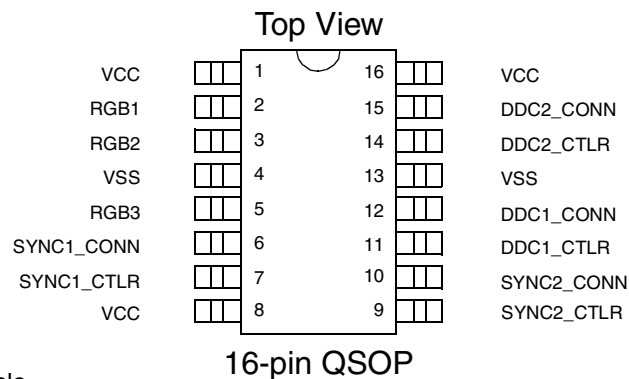 Top View
VCC 1 16 VCC
RGB1 2 15 DDC2_CONN
RGB2 3 14 DDC2_CTLR
VSS 4 13 VSS
RGB3 5 12 DDC1_CONN
SYNC1_CONN 6 11 DDC1_CTLR
SYNC1_CTLR 7 10 SYNC2_CONN
VCC 8 9 SYNC2_CTLR
16-pin QSOP